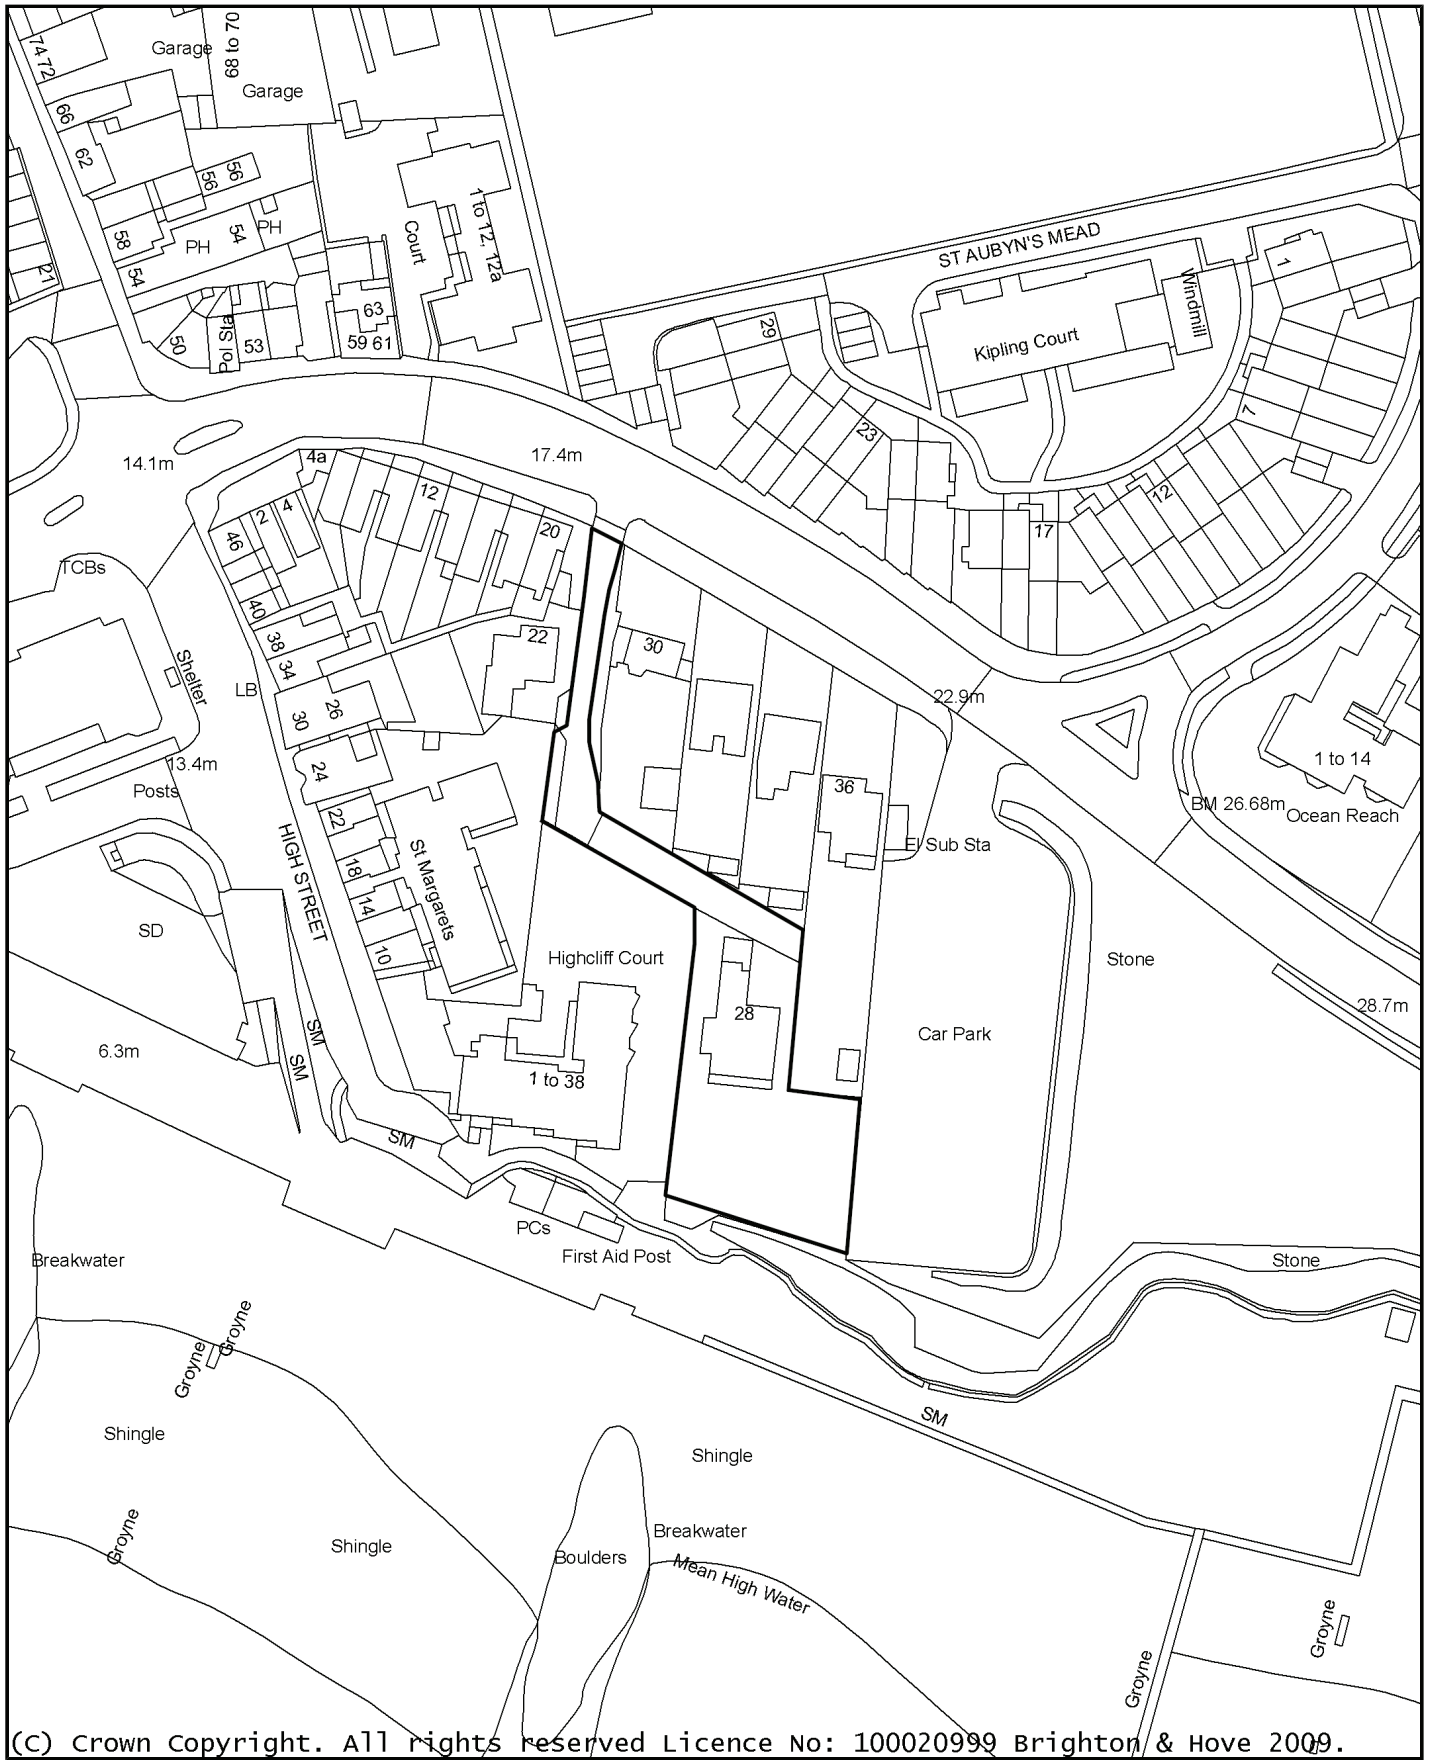 74
72
Garage
68 to 70
Garage
66
62
56
56
58
54
PH
PH
54
21
Court
1 to 12, 12a
50
Pol Sta
53
63
59 61
ST AUBYN'S MEAD
Windmill
1
Kipling Court
29
23
7
12
17
14.1m
4a
17.4m
12
20
2
4
46
TCBs
40
38
34
22
30
Shelter
LB
26
30
22.9m
13.4m
24
Posts
36
1 to 14
BM 26.68m
Ocean Reach
22
El Sub Sta
HIGH STREET
St Margarets
18
14
SD
10
Highcliff Court
Stone
28
28.7m
Car Park
SM
SM
6.3m
1 to 38
SM
PCs
First Aid Post
Breakwater
Stone
Groyne
Groyne
SM
Shingle
Shingle
Groyne
Shingle
Breakwater
Boulders
Mean High Water
Groyne
Groyne
(c) Crown Copyright. All rights reserved Licence No: 100020999 Brighton & Hove 2009.